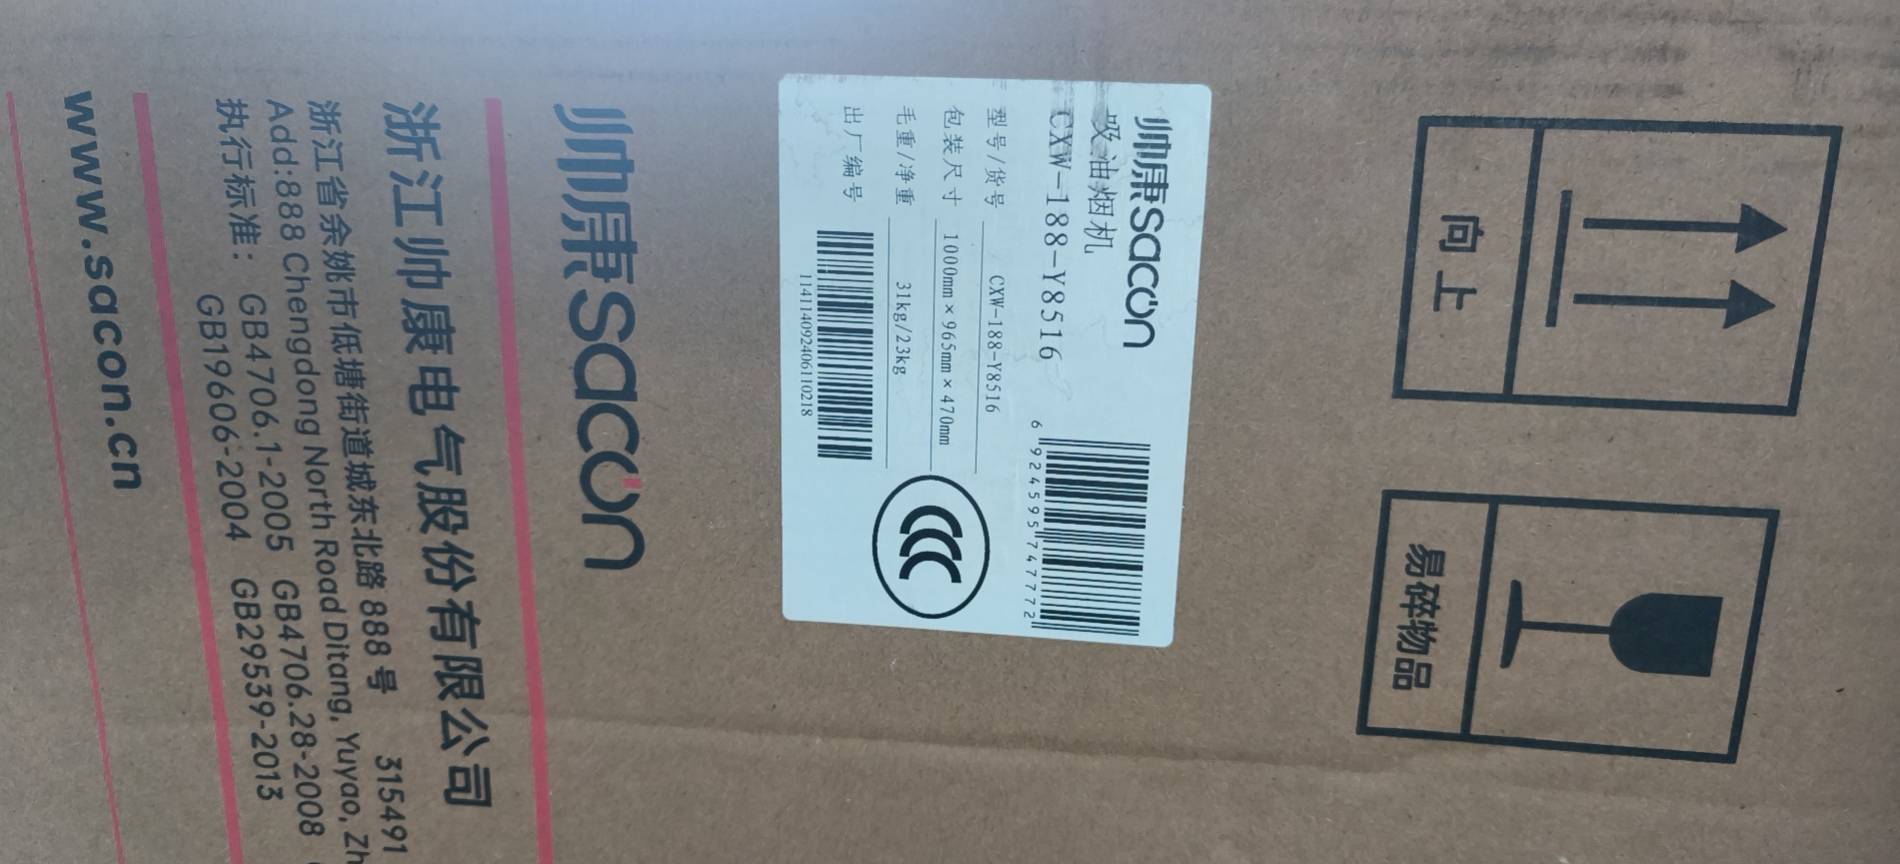 向上
易碎物品
帅康sacon
吸油烟机
CXW-188-Y8516
6 924595 747772
型号/货号 CXW-188-Y8516
包装尺寸 1000mm×965mm×470mm
毛重/净重 31kg/23kg
出厂编号
1141140924061 10218
帅康sacon
浙江帅康电气股份有限公司
浙江省余姚市低塘街道城东北路 888 号 315491
Add:888 Chengdong North Road Ditang, Yuyao, Zh
执行标准： GB4706.1-2005 GB4706.28-2008
GB19606-2004 GB29539-2013
www.sacon.cn